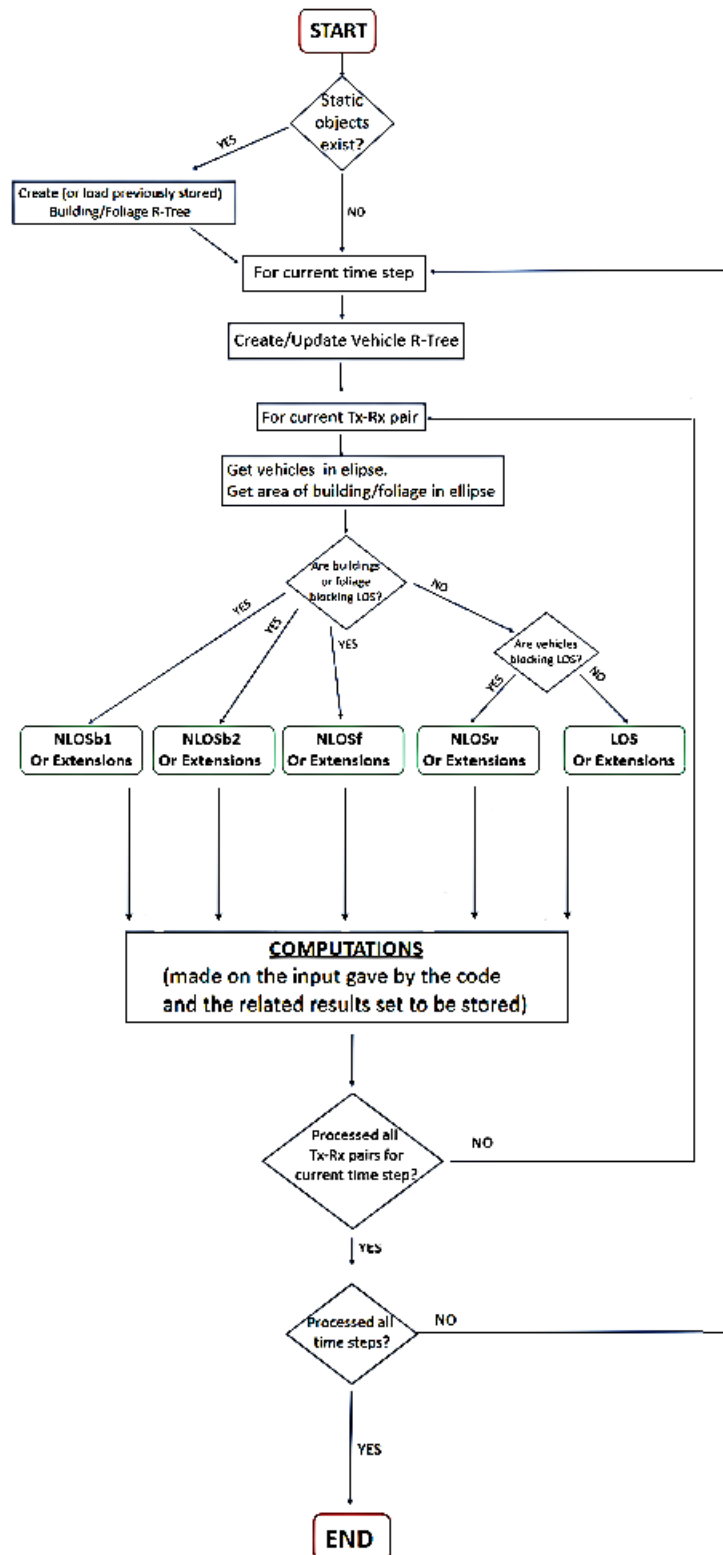 START
Static
objects
exist?
YES
NO
Create (or load previously stored)
Building/Foliage R-Tree
For current time step
Create/Update Vehicle R-Tree
For current Tx-Rx pair
Get vehicles in elipse.
Get area of building/foliage in ellipse
Are buildings
or foliage
blocking LOS?
YES
YES
YES
NO
Are vehicles
blocking LOS?
YES
NO
NLOSb1
Or Extensions
NLOSb2
Or Extensions
NLOSf
Or Extensions
NLOSv
Or Extensions
LOS
Or Extensions
COMPUTATIONS
(made on the input gave by the code
and the related results set to be stored)
Processed all
Tx-Rx pairs for
current time step?
NO
YES
Processed all
time steps?
NO
YES
END